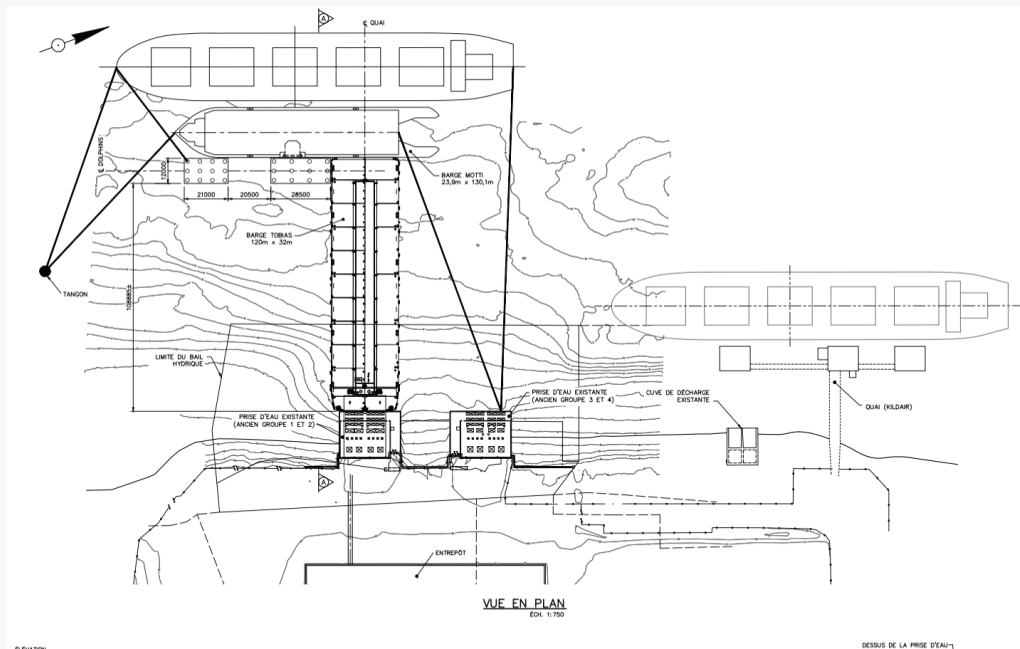 A
℄ QUAI
℄ DOLPHINS
12000
21000
20500
28500
BARGE MOTTI
23,9m x 130,1m
BARGE TOBIAS
120m x 32m
TANGON
108885±
LIMITE DU BAIL
HYDRIQUE
PRISE D'EAU EXISTANTE
(ANCIEN GROUPE 1 ET 2)
PRISE D'EAU EXISTANTE
(ANCIEN GROUPE 3 ET 4)
CUVE DE DÉCHARGE
EXISTANTE
QUAI (KILDAIR)
A
ENTREPÔT
VUE EN PLAN
ÉCH. 1:750
ÉLÉVATION
DESSUS DE LA PRISE D'EAU